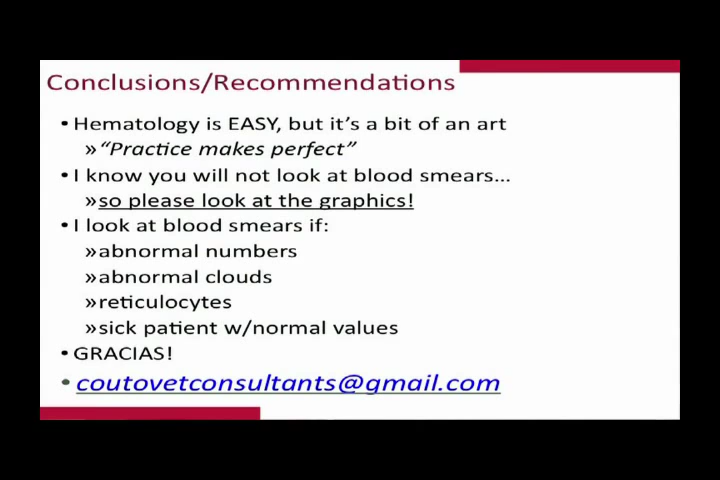 Conclusions/Recommendations
• Hematology is EASY, but it's a bit of an art
» "Practice makes perfect"
• I know you will not look at blood smears...
» so please look at the graphics!
• I look at blood smears if:
» abnormal numbers
» abnormal clouds
» reticulocytes
» sick patient w/normal values
• GRACIAS!
• coutovetconsultants@gmail.com